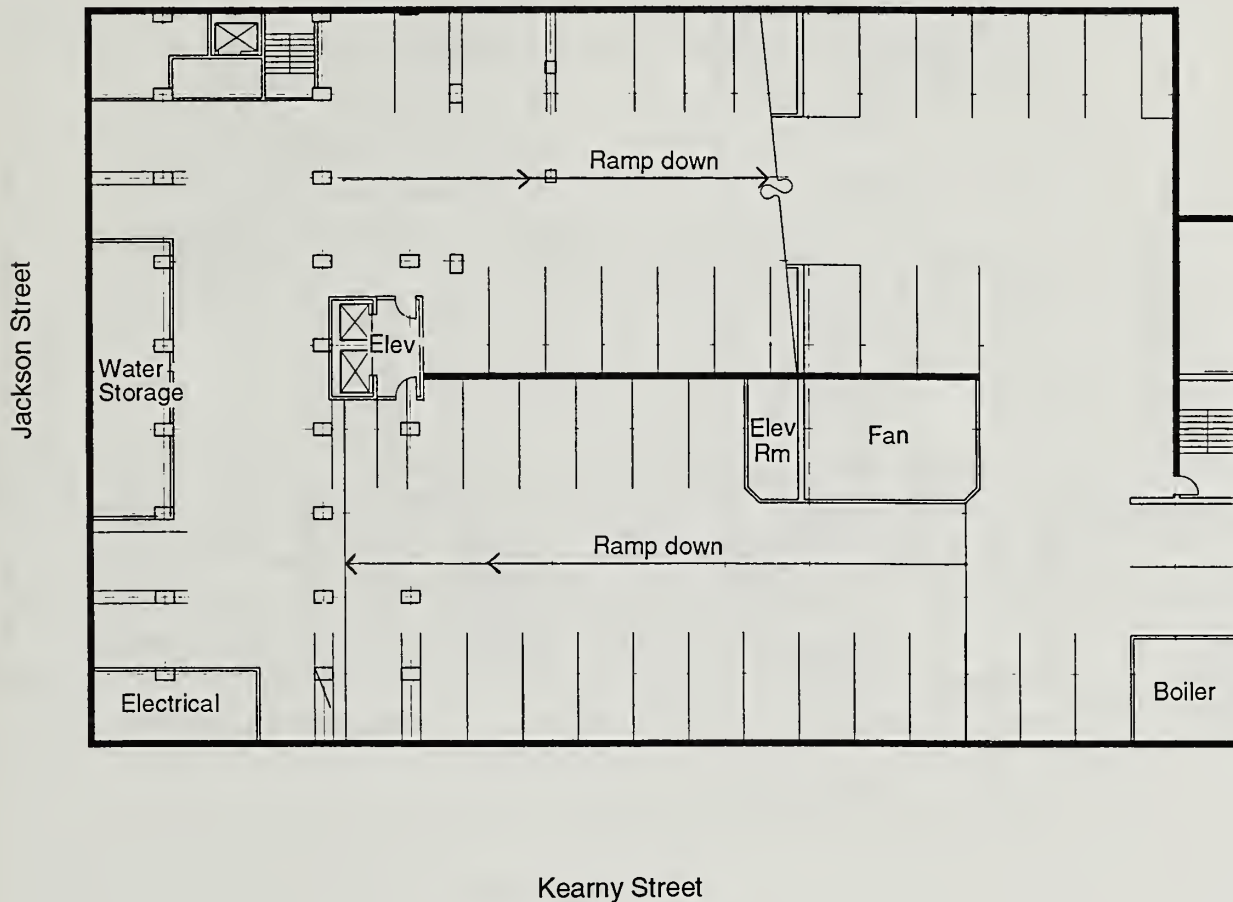 Ramp down
Jackson Street
Elev
Water
Storage
Elev
Rm
Fan
Ramp down
Electrical
Boiler
Kearny Street